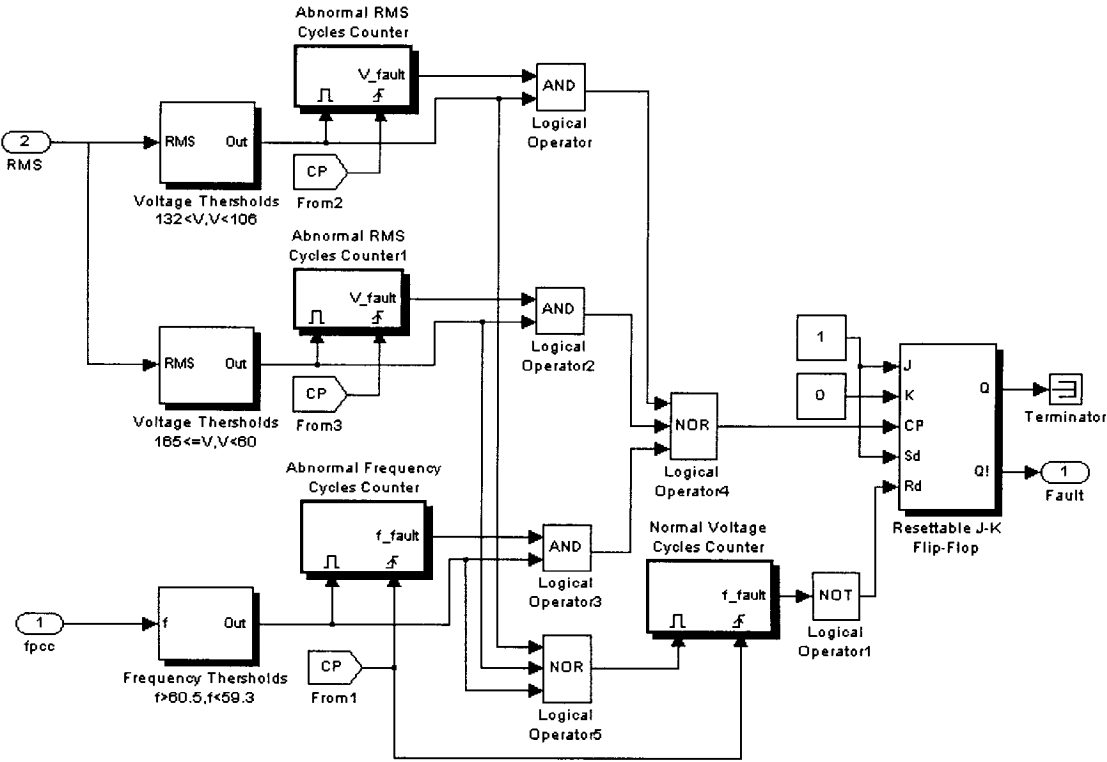 Abnormal RMS
Cycles Counter
V_fault
AND
Logical
Operator
2
RMS
RMS
Out
Voltage Thersholds
132<V,V<106
CP
From2
Abnormal RMS
Cycles Counter1
V_fault
AND
Logical
Operator2
RMS
Out
Voltage Thersholds
165<=V,V<60
CP
From3
1
0
J
K
CP
Sd
Rd
Q
Q!
Resettable J-K
Flip-Flop
Terminator
1
Fault
NOR
Logical
Operator4
Abnormal Frequency
Cycles Counter
f_fault
AND
Logical
Operator3
Normal Voltage
Cycles Counter
f_fault
NOT
Logical
Operator1
1
fpcc
f
Out
Frequency Thersholds
f>60.5,f<59.3
CP
From1
NOR
Logical
Operator5